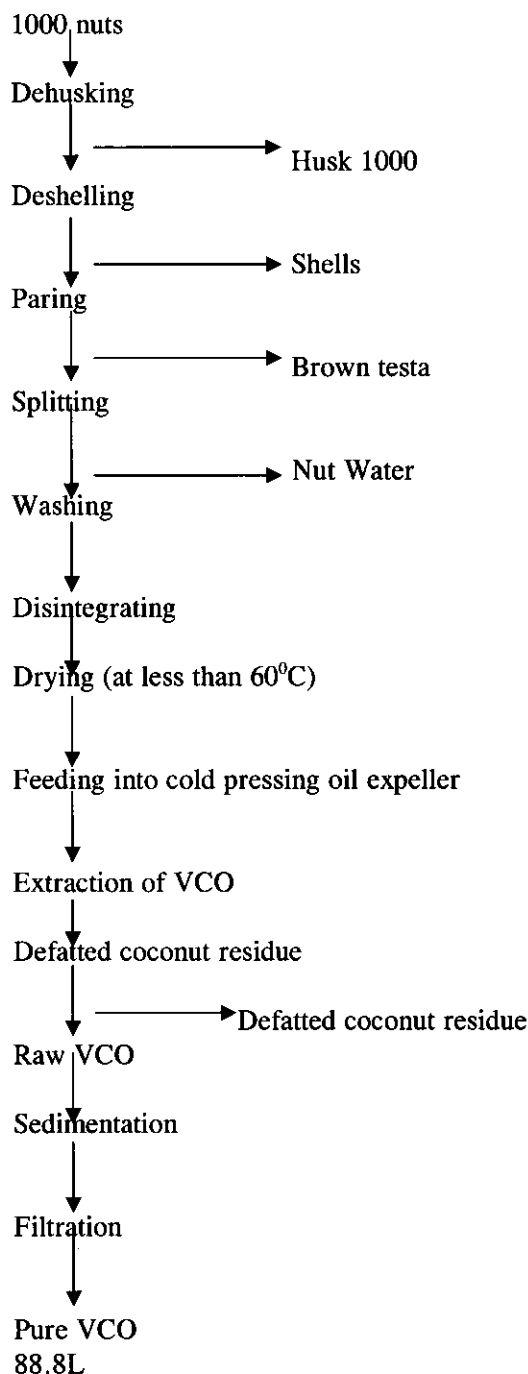 1000 nuts
Dehusking
Husk 1000
Deshelling
Shells
Paring
Brown testa
Splitting
Nut Water
Washing
Disintegrating
Drying (at less than 60⁰C)
Feeding into cold pressing oil expeller
Extraction of VCO
Defatted coconut residue
Defatted coconut residue
Raw VCO
Sedimentation
Filtration
Pure VCO
88.8L